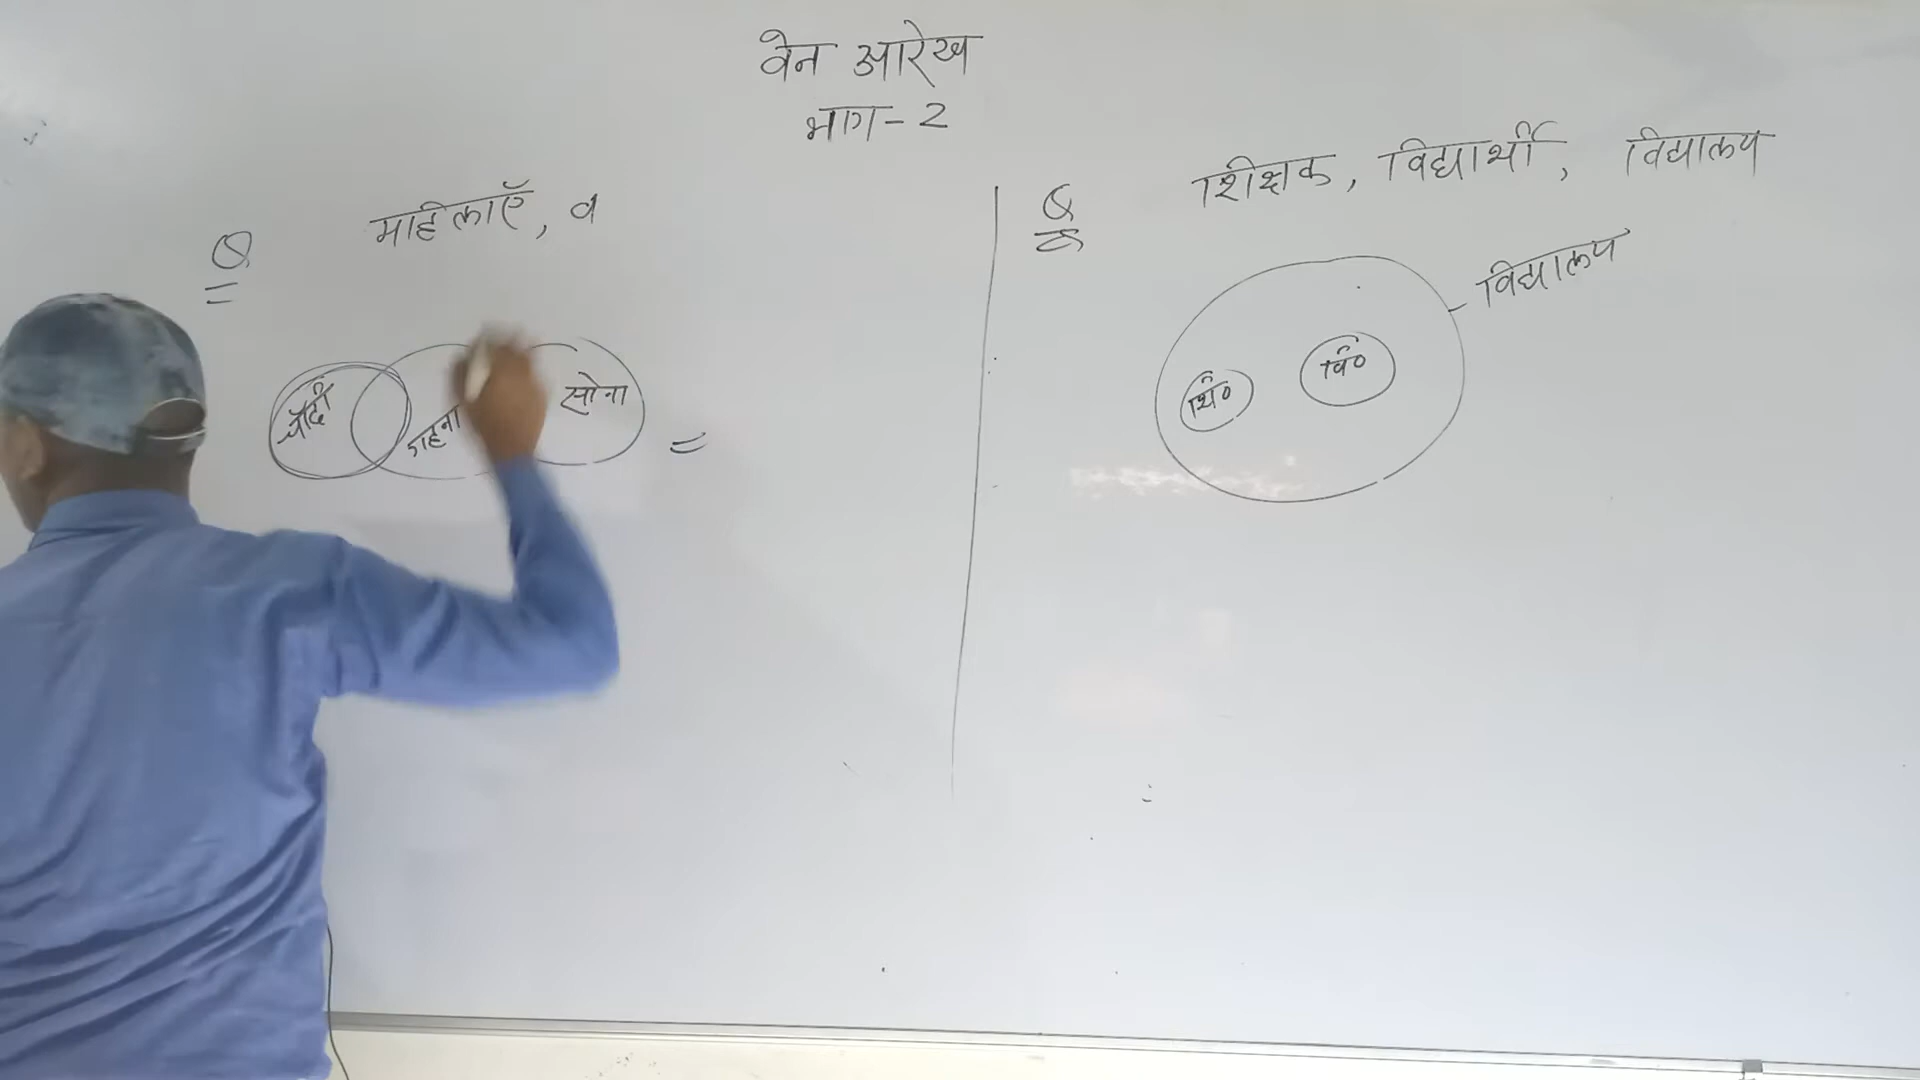 वेन आरेख
भाग-2
Q महिलाएँ, व
चाँदी गहना सोना =
Q शिक्षक, विद्यार्थी, विद्यालय
विद्यालय
शि० वि०